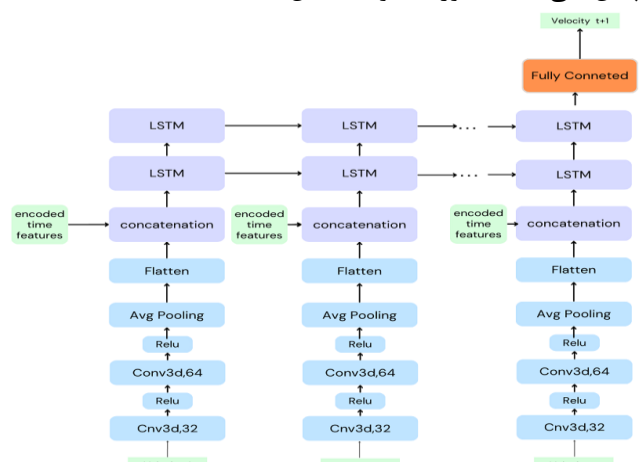 Velocity t+1
Fully Conneted
LSTM
LSTM
...
LSTM
LSTM
LSTM
...
LSTM
encoded
time
features
concatenation
encoded
time
features
concatenation
encoded
time
features
concatenation
Flatten
Flatten
Flatten
Avg Pooling
Avg Pooling
Avg Pooling
Relu
Relu
Relu
Conv3d,64
Conv3d,64
Conv3d,64
Relu
Relu
Relu
Cnv3d,32
Cnv3d,32
Cnv3d,32